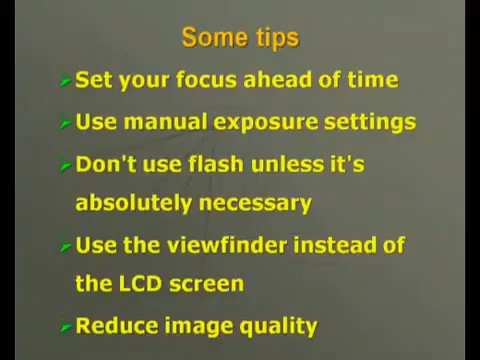 Some tips
Set your focus ahead of time
Use manual exposure settings
Don't use flash unless it's
absolutely necessary
Use the viewfinder instead of
the LCD screen
Reduce image quality